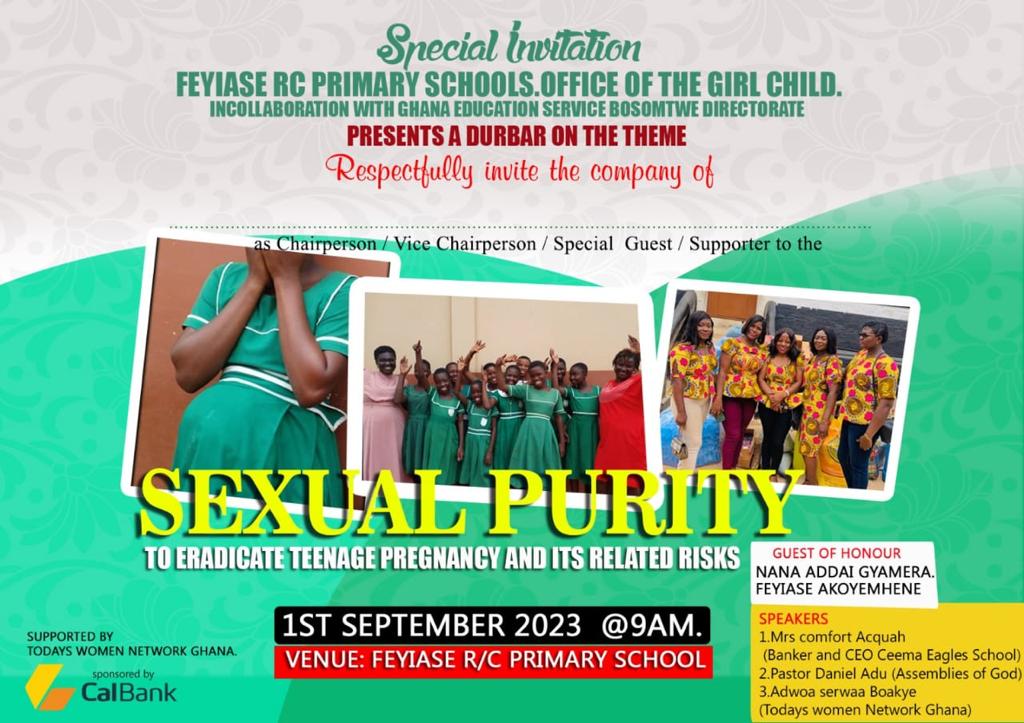 Special Invitation
FEYIASE RC PRIMARY SCHOOLS.OFFICE OF THE GIRL CHILD.
INCOLLABORATION WITH GHANA EDUCATION SERVICE BOSOMTWE DIRECTORATE
PRESENTS A DURBAR ON THE THEME
Respectfully invite the company of
as Chairperson / Vice Chairperson / Special Guest / Supporter to the
SEXUAL PURITY
TO ERADICATE TEENAGE PREGNANCY AND ITS RELATED RISKS
1ST SEPTEMBER 2023 @9AM.
VENUE: FEYIASE R/C PRIMARY SCHOOL
GUEST OF HONOUR
NANA ADDAI GYAMERA.
FEYIASE AKOYEMHENE
SPEAKERS
1.Mrs comfort Acquah
(Banker and CEO Ceema Eagles School)
2.Pastor Daniel Adu (Assemblies of God)
3.Adwoa serwaa Boakye
(Todays women Network Ghana)
SUPPORTED BY
TODAYS WOMEN NETWORK GHANA.
sponsored by
CalBank